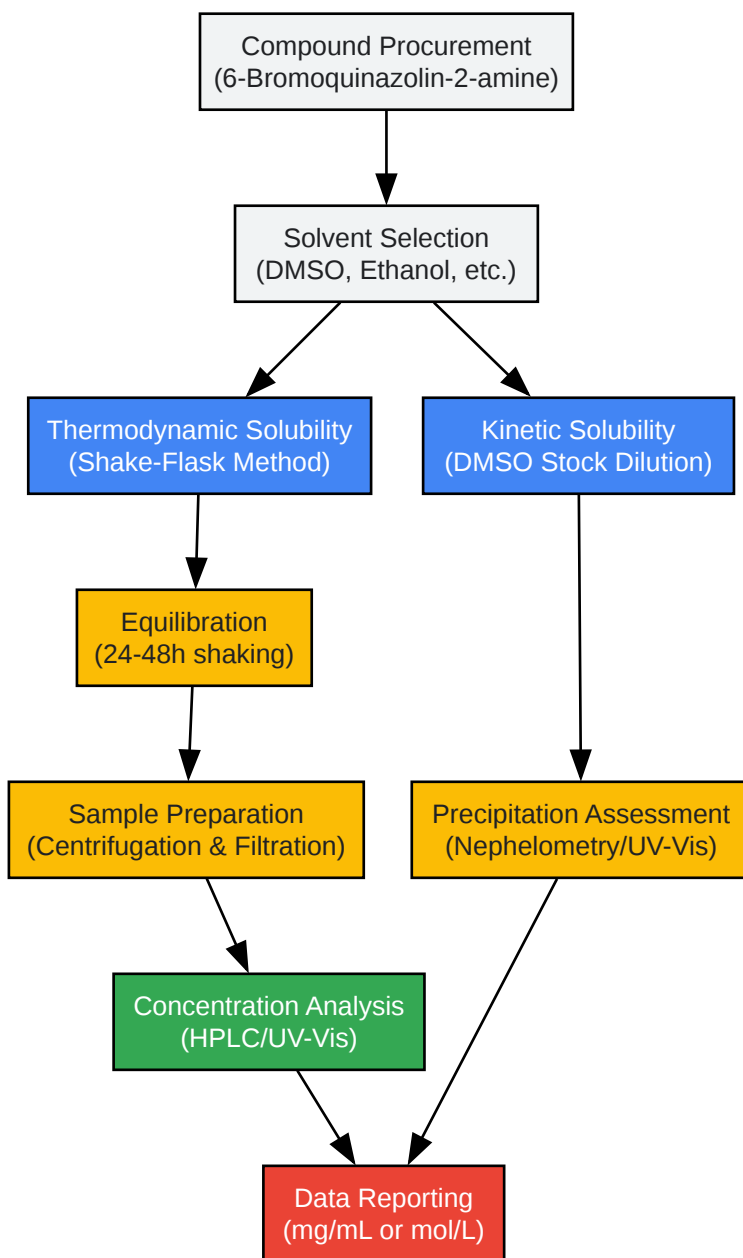 Compound Procurement
(6-Bromoquinazolin-2-amine)
Solvent Selection
(DMSO, Ethanol, etc.)
Thermodynamic Solubility
(Shake-Flask Method)
Kinetic Solubility
(DMSO Stock Dilution)
Equilibration
(24-48h shaking)
Sample Preparation
(Centrifugation & Filtration)
Precipitation Assessment
(Nephelometry/UV-Vis)
Concentration Analysis
(HPLC/UV-Vis)
Data Reporting
(mg/mL or mol/L)